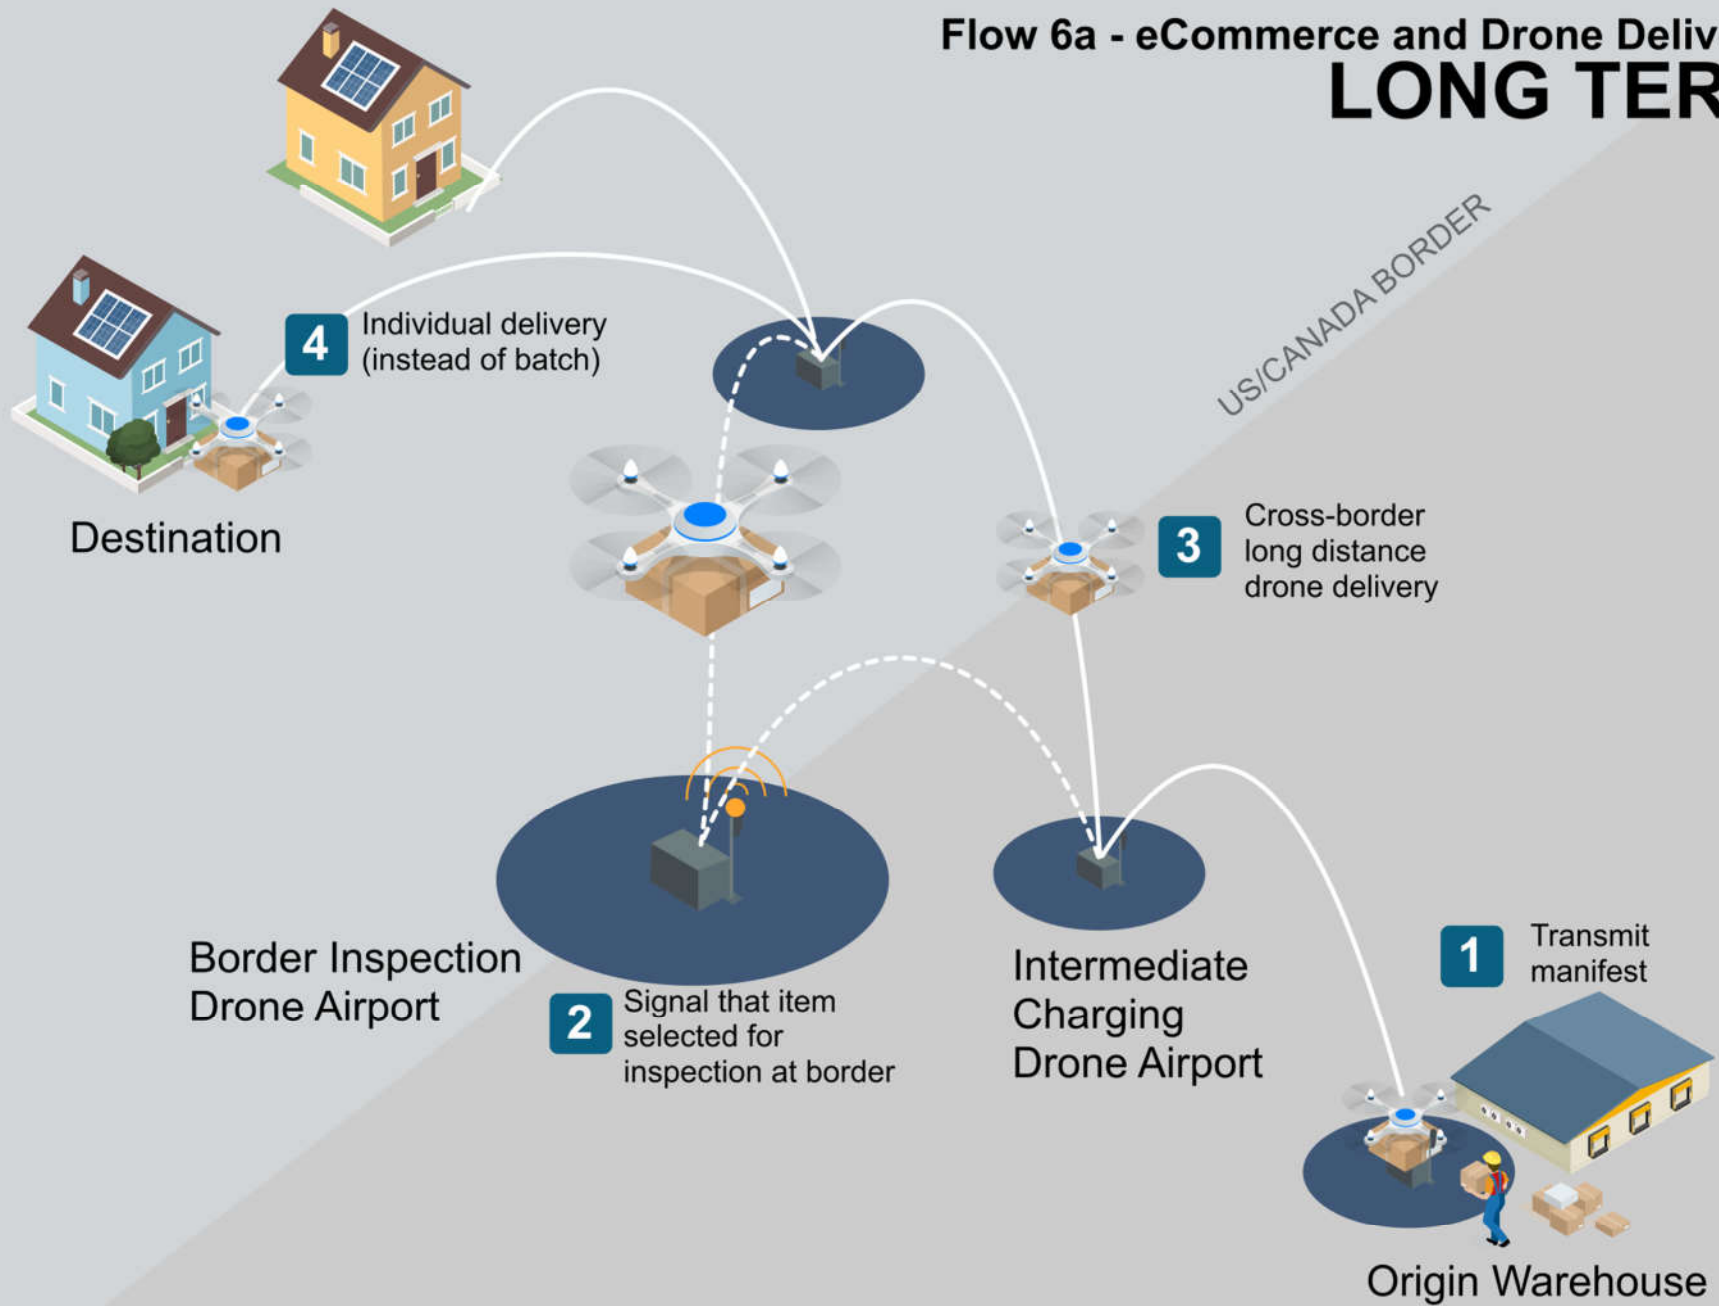 Flow 6a - eCommerce and Drone Deliv
LONG TER
US/CANADA BORDER
4
Individual delivery
(instead of batch)
Destination
3
Cross-border
long distance
drone delivery
Border Inspection
Drone Airport
2
Signal that item
selected for
inspection at border
Intermediate
Charging
Drone Airport
1
Transmit
manifest
Origin Warehouse